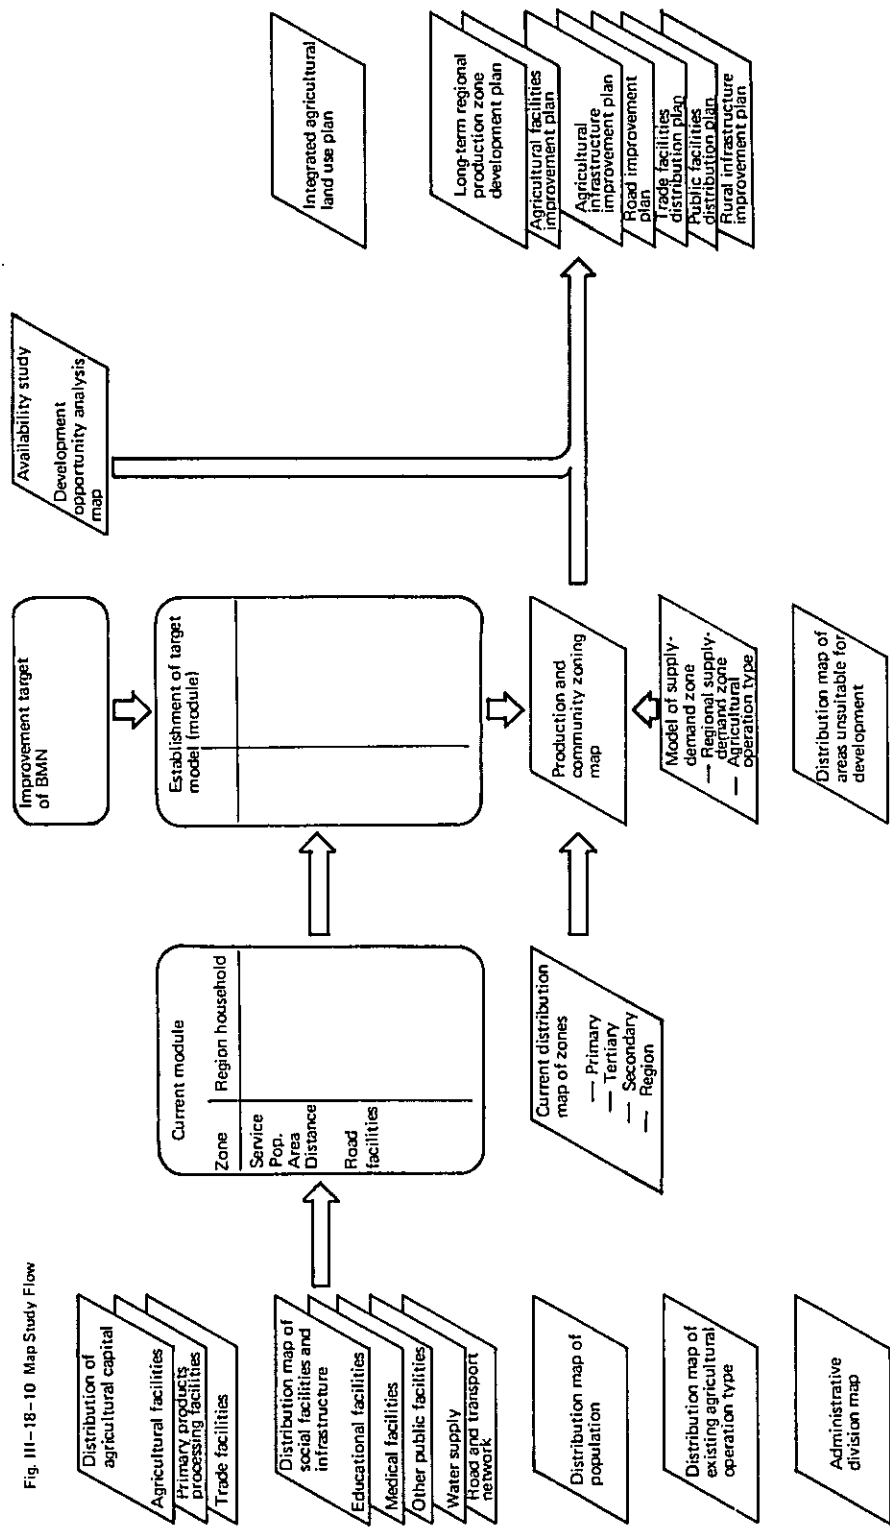 Fig. III-18-10 Map Study Flow
Distribution of
agricultural capital
Agricultural facilities
Primary products
processing facilities
Trade facilities
Distribution map of
social facilities and
infrastructure
Educational facilities
Medical facilities
Other public facilities
Water supply
Road and transport
network
Distribution map of
population
Distribution map of
existing agricultural
operation type
Administrative
division map
Current module
Zone
Region household
Service
Pop.
Area
Distance
Road
facilities
Current distribution
map of zones
— Primary
— Tertiary
— Secondary
— Region
Improvement target
of BMN
Establishment of target
model (module)
Production and
community zoning
map
Model of supply-
demand zone
— Regional supply-
demand zone
— Agricultural
operation type
Distribution map of
areas unsuitable for
development
Availability study
Development
opportunity analysis
map
Integrated agricultural
land use plan
Long-term regional
production zone
development plan
Agricultural facilities
improvement plan
Agricultural
infrastructure
improvement plan
Road improvement
plan
Trade facilities
distribution plan
Public facilities
distribution plan
Rural infrastructure
improvement plan